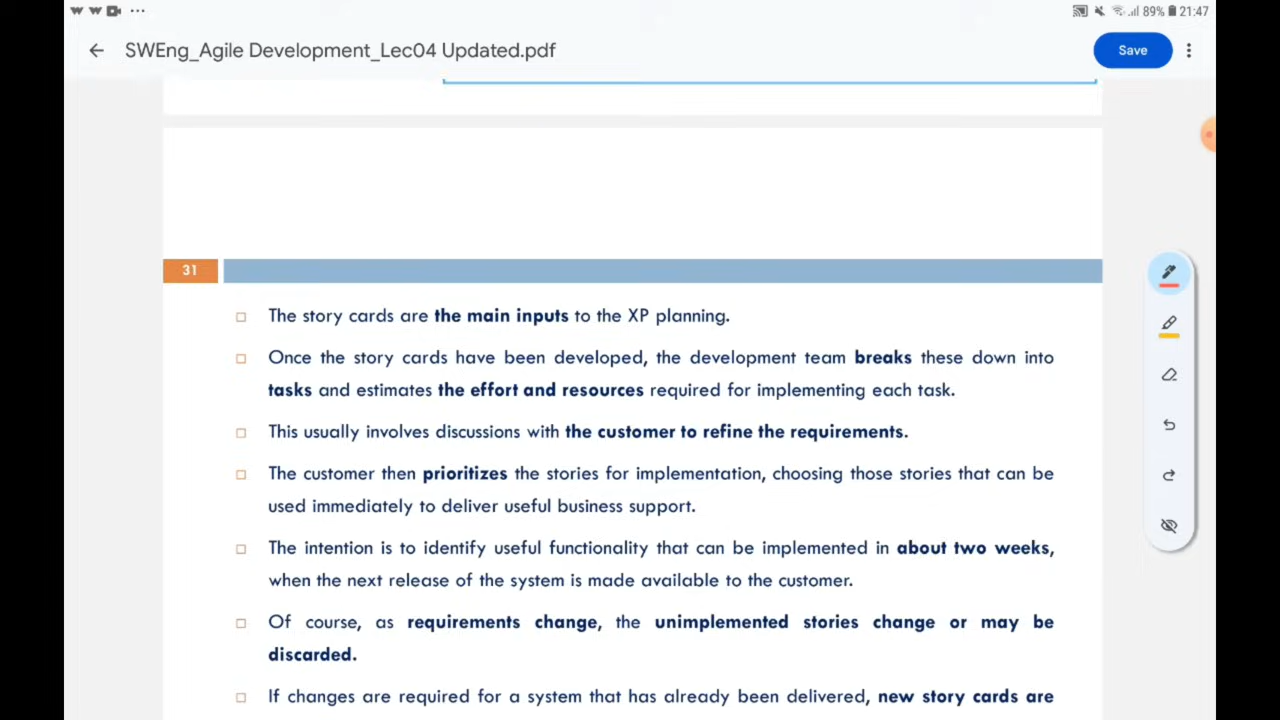 89% 21:47
SWEng_Agile Development_Lec04 Updated.pdf
Save
31
The story cards are the main inputs to the XP planning.
Once the story cards have been developed, the development team breaks these down into
tasks and estimates the effort and resources required for implementing each task.
This usually involves discussions with the customer to refine the requirements.
The customer then prioritizes the stories for implementation, choosing those stories that can be
used immediately to deliver useful business support.
The intention is to identify useful functionality that can be implemented in about two weeks,
when the next release of the system is made available to the customer.
Of course, as requirements change, the unimplemented stories change or may be
discarded.
If changes are required for a system that has already been delivered, new story cards are